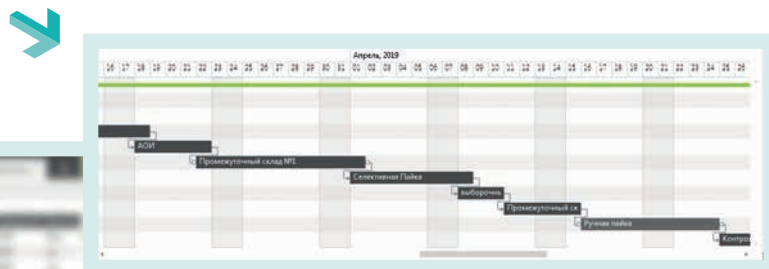 Апрель, 2019
16 17 18 19 20 21 22 23 24 25 26 27 28 29 30 31 01 02 03 04 05 06 07 08 09 10 11 12 13 14 15 16 17 18 19 20 21 22 23 24 25 26
АОИ
Промежуточный склад №1
Селективная Пайка
выборочн
Промежуточный ск
Ручная пайка
Контрол